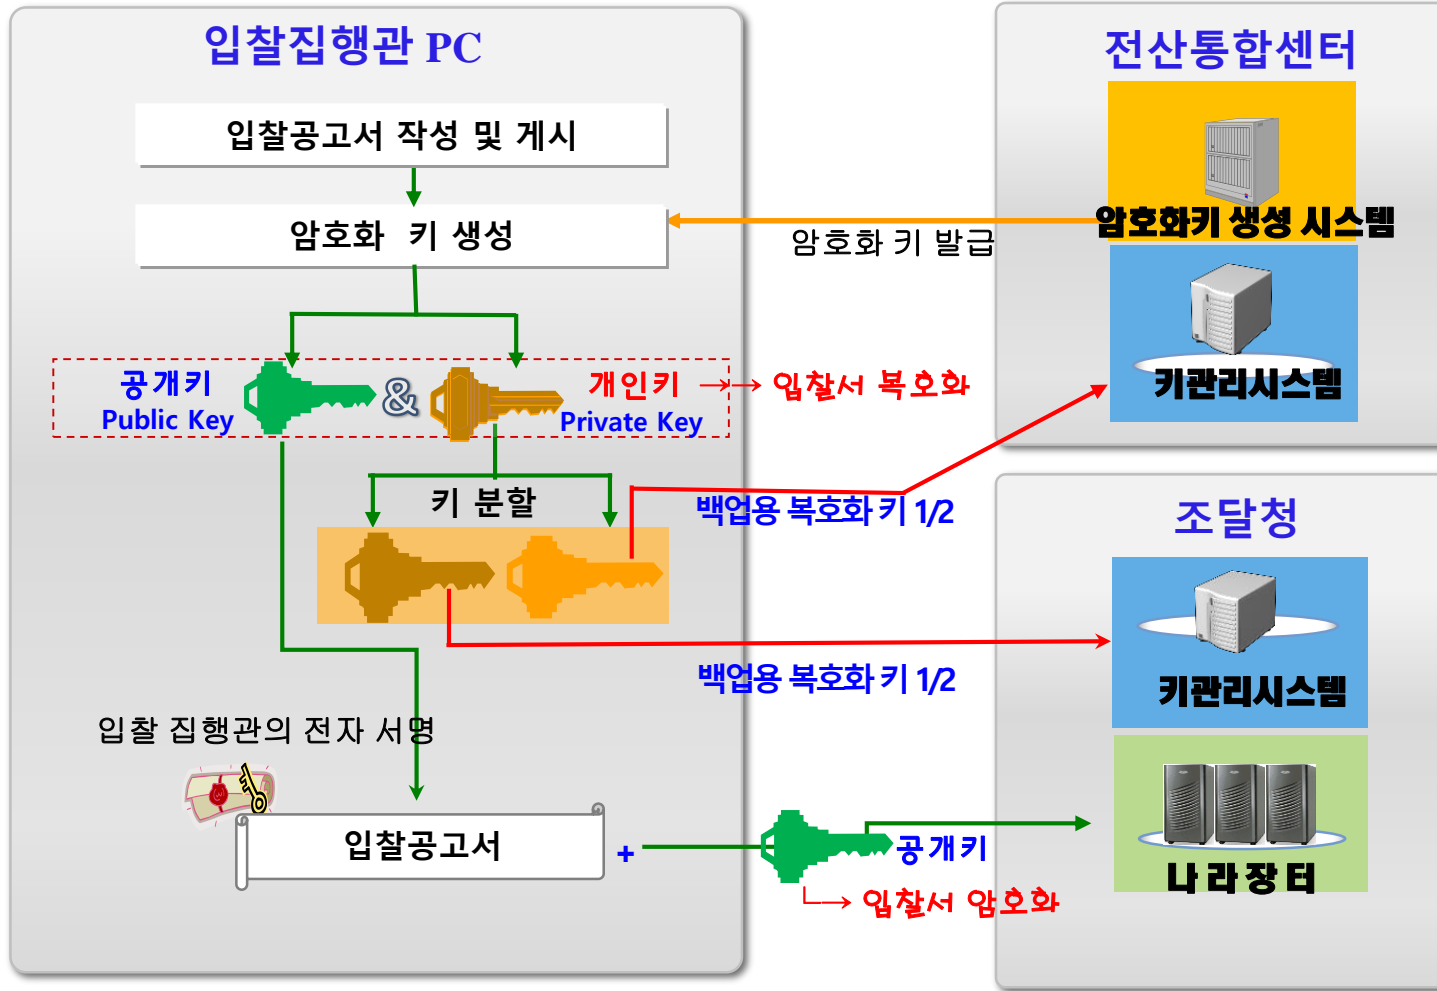 입찰집행관 PC
입찰공고서 작성 및 게시
암호화 키 생성
공개키
Public Key
&
개인키
Private Key
→→ 입찰서 복호화
키 분할
백업용 복호화 키 1/2
백업용 복호화 키 1/2
입찰 집행관의 전자 서명
입찰공고서
+
공개키
→ 입찰서 암호화
암호화 키 발급
전산통합센터
암호화키 생성 시스템
키관리시스템
조달청
키관리시스템
나라장터